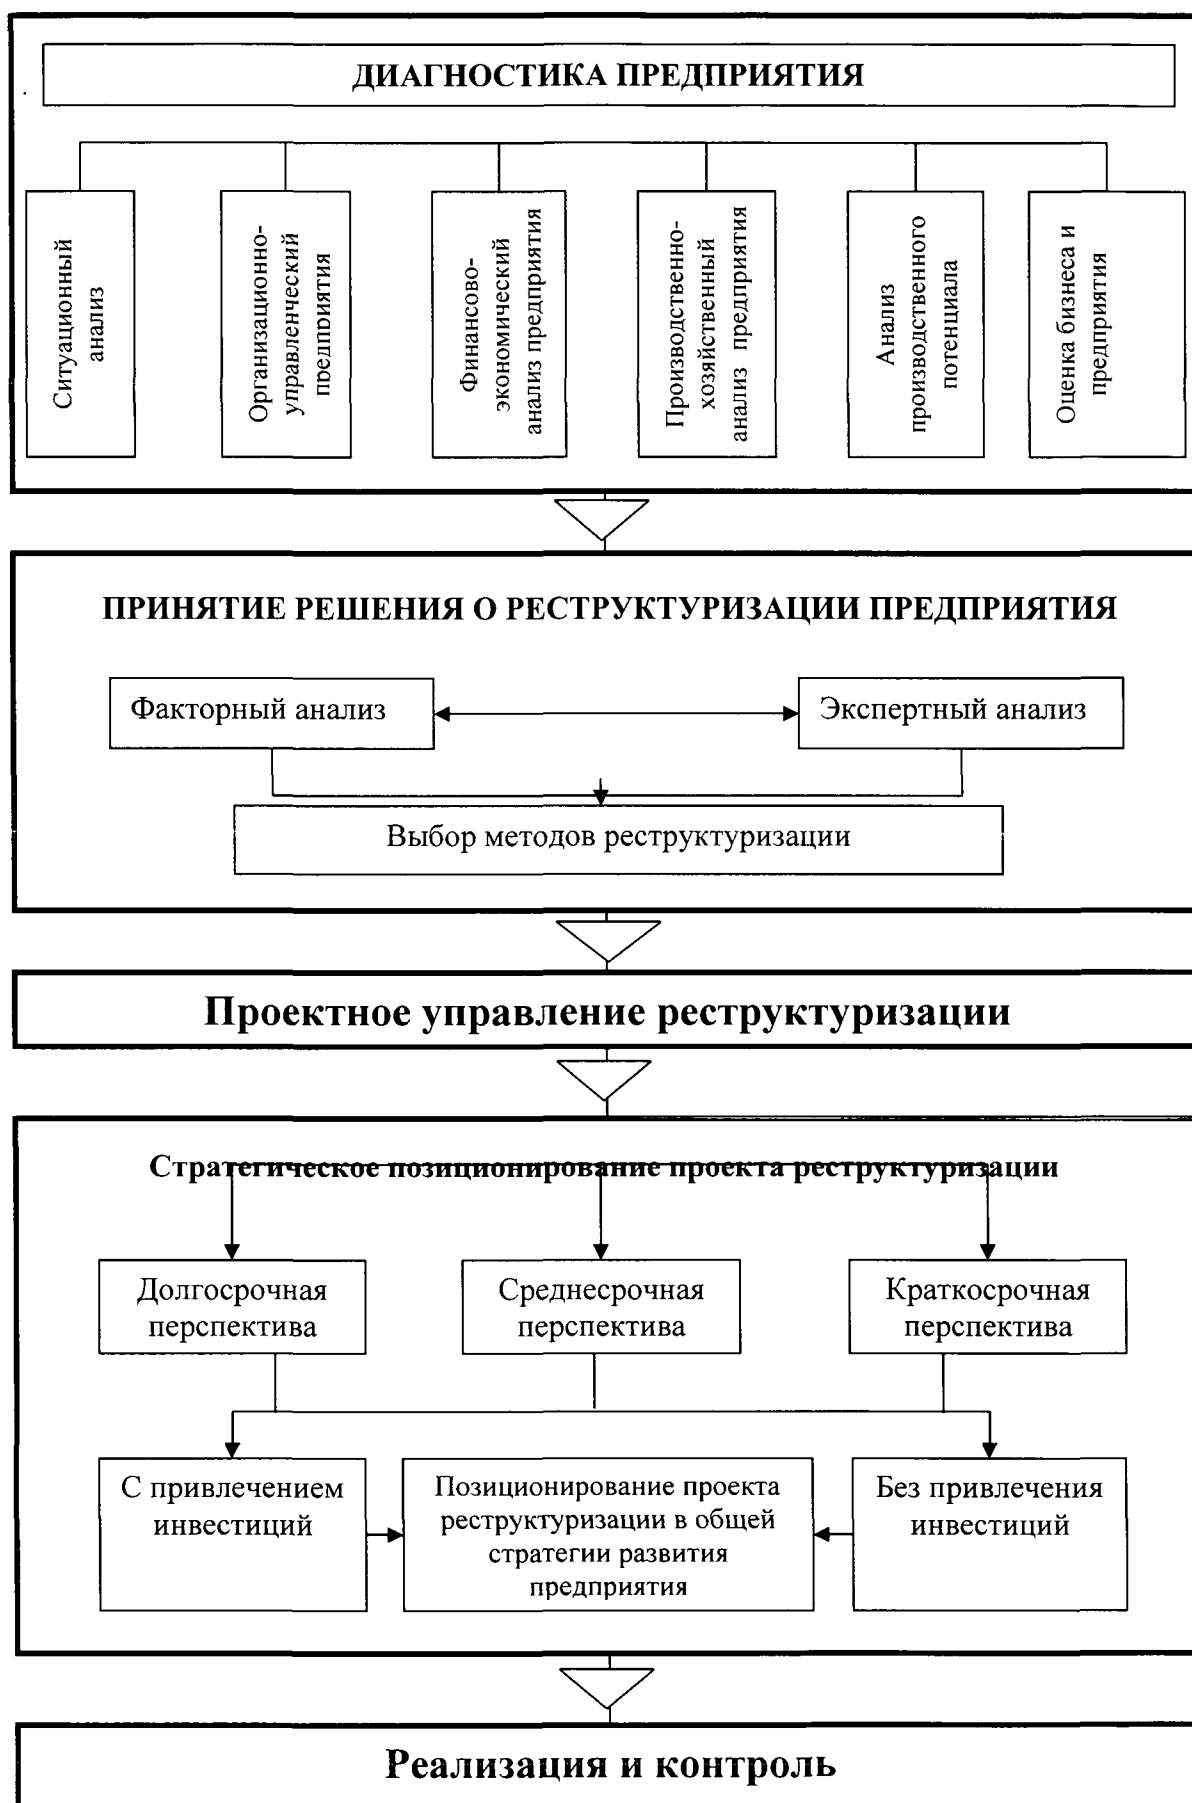 ДИАГНОСТИКА ПРЕДПРИЯТИЯ
Ситуационный
анализ
Организационно-
управленческий
предприятия
Финансово-
экономический
анализ предприятия
Производственно-
хозяйственный
анализ предприятия
Анализ
производственного
потенциала
Оценка бизнеса и
предприятия
ПРИНЯТИЕ РЕШЕНИЯ О РЕСТРУКТУРИЗАЦИИ ПРЕДПРИЯТИЯ
Факторный анализ
Экспертный анализ
Выбор методов реструктуризации
Проектное управление реструктуризации
Стратегическое позиционирование проекта реструктуризации
Долгосрочная
перспектива
Среднесрочная
перспектива
Краткосрочная
перспектива
С привлечением
инвестиций
Позиционирование проекта
реструктуризации в общей
стратегии развития
предприятия
Без привлечения
инвестиций
Реализация и контроль